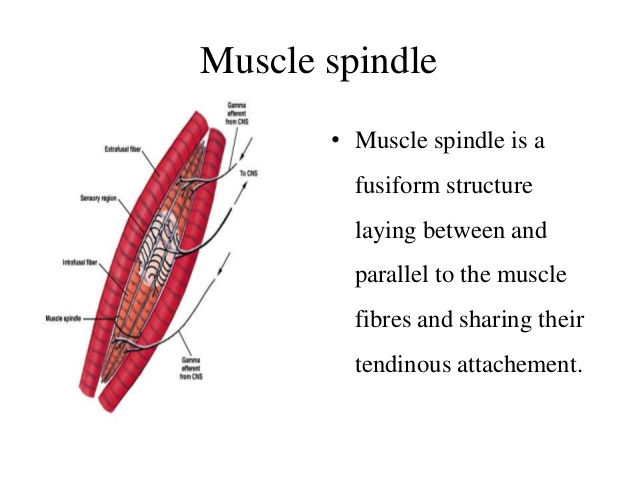 Muscle spindle
Gamma
efferent
from CNS
Extrafusal fiber
To CNS
Sensory region
Intrafusal fiber
Muscle spindle
Gamma
efferent
from CNS
• Muscle spindle is a
fusiform structure
laying between and
parallel to the muscle
fibres and sharing their
tendinous attachement.